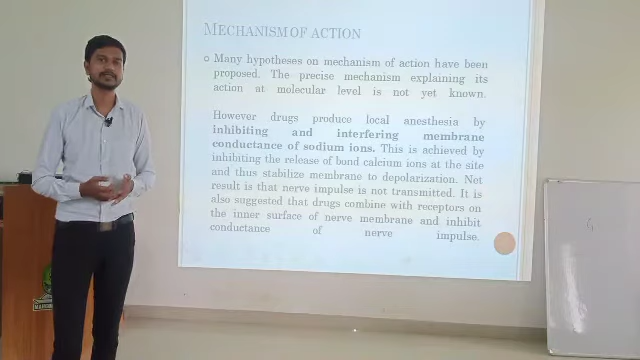 MECHANISM OF ACTION
Many hypotheses on mechanism of action have been
proposed. The precise mechanism explaining its
action at molecular level is not yet known.
However drugs produce local anesthesia by
inhibiting and interfering membrane
conductance of sodium ions. This is achieved by
inhibiting the release of bond calcium ions at the site
and thus stabilize membrane to depolarization. Net
result is that nerve impulse is not transmitted. It is
also suggested that drugs combine with receptors on
the inner surface of nerve membrane and inhibit
conductance of nerve impulse.